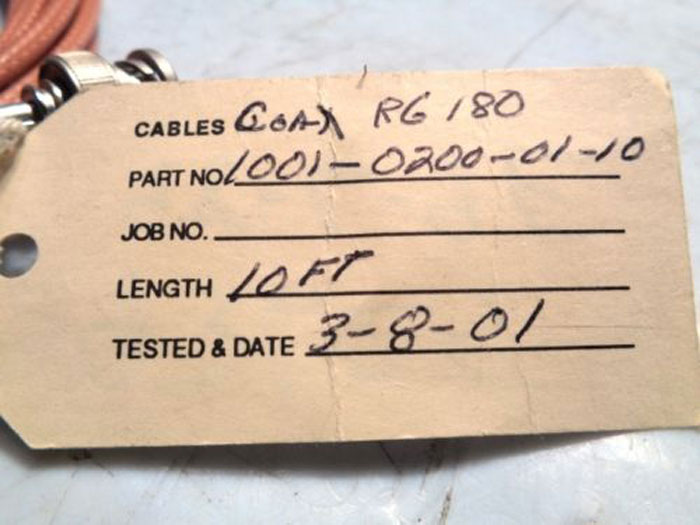 CABLES COAX RG 180
PART NO. 1001-0200-01-10
JOB NO.
LENGTH 10 FT
TESTED & DATE 3-8-01